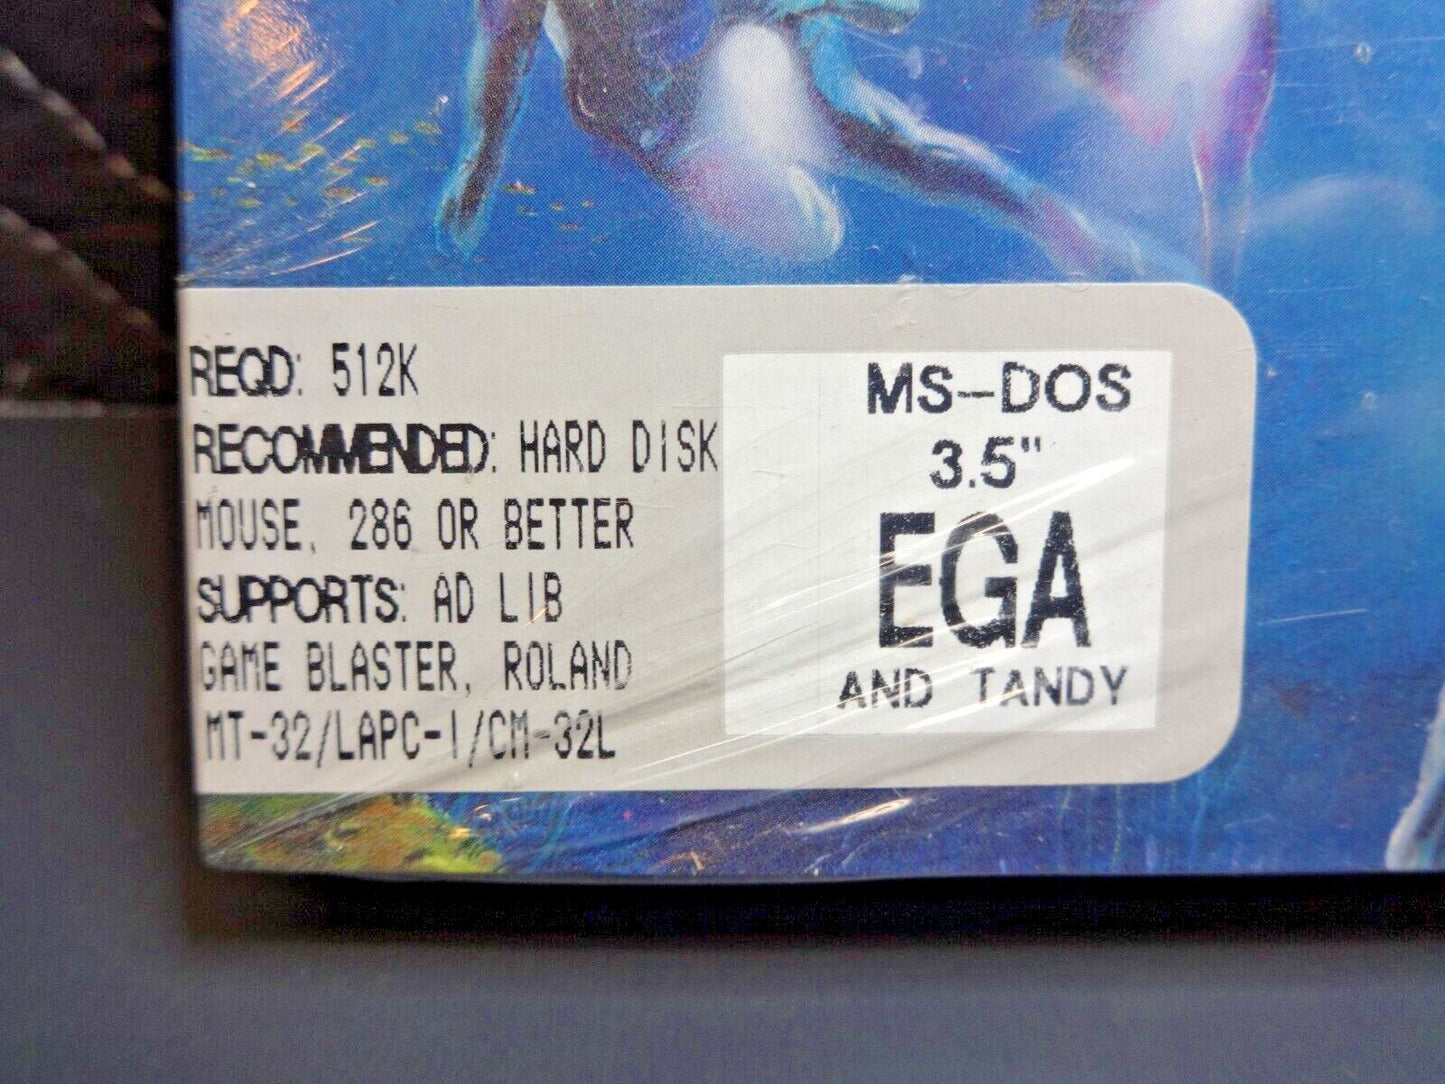 REQD: 512K
RECOMMENDED: HARD DISK
MOUSE, 286 OR BETTER
SUPPORTS: AD LIB
GAME BLASTER, ROLAND
MT-32/LAPC-I/CM-32L
MS-DOS
3.5"
EGA
AND TANDY